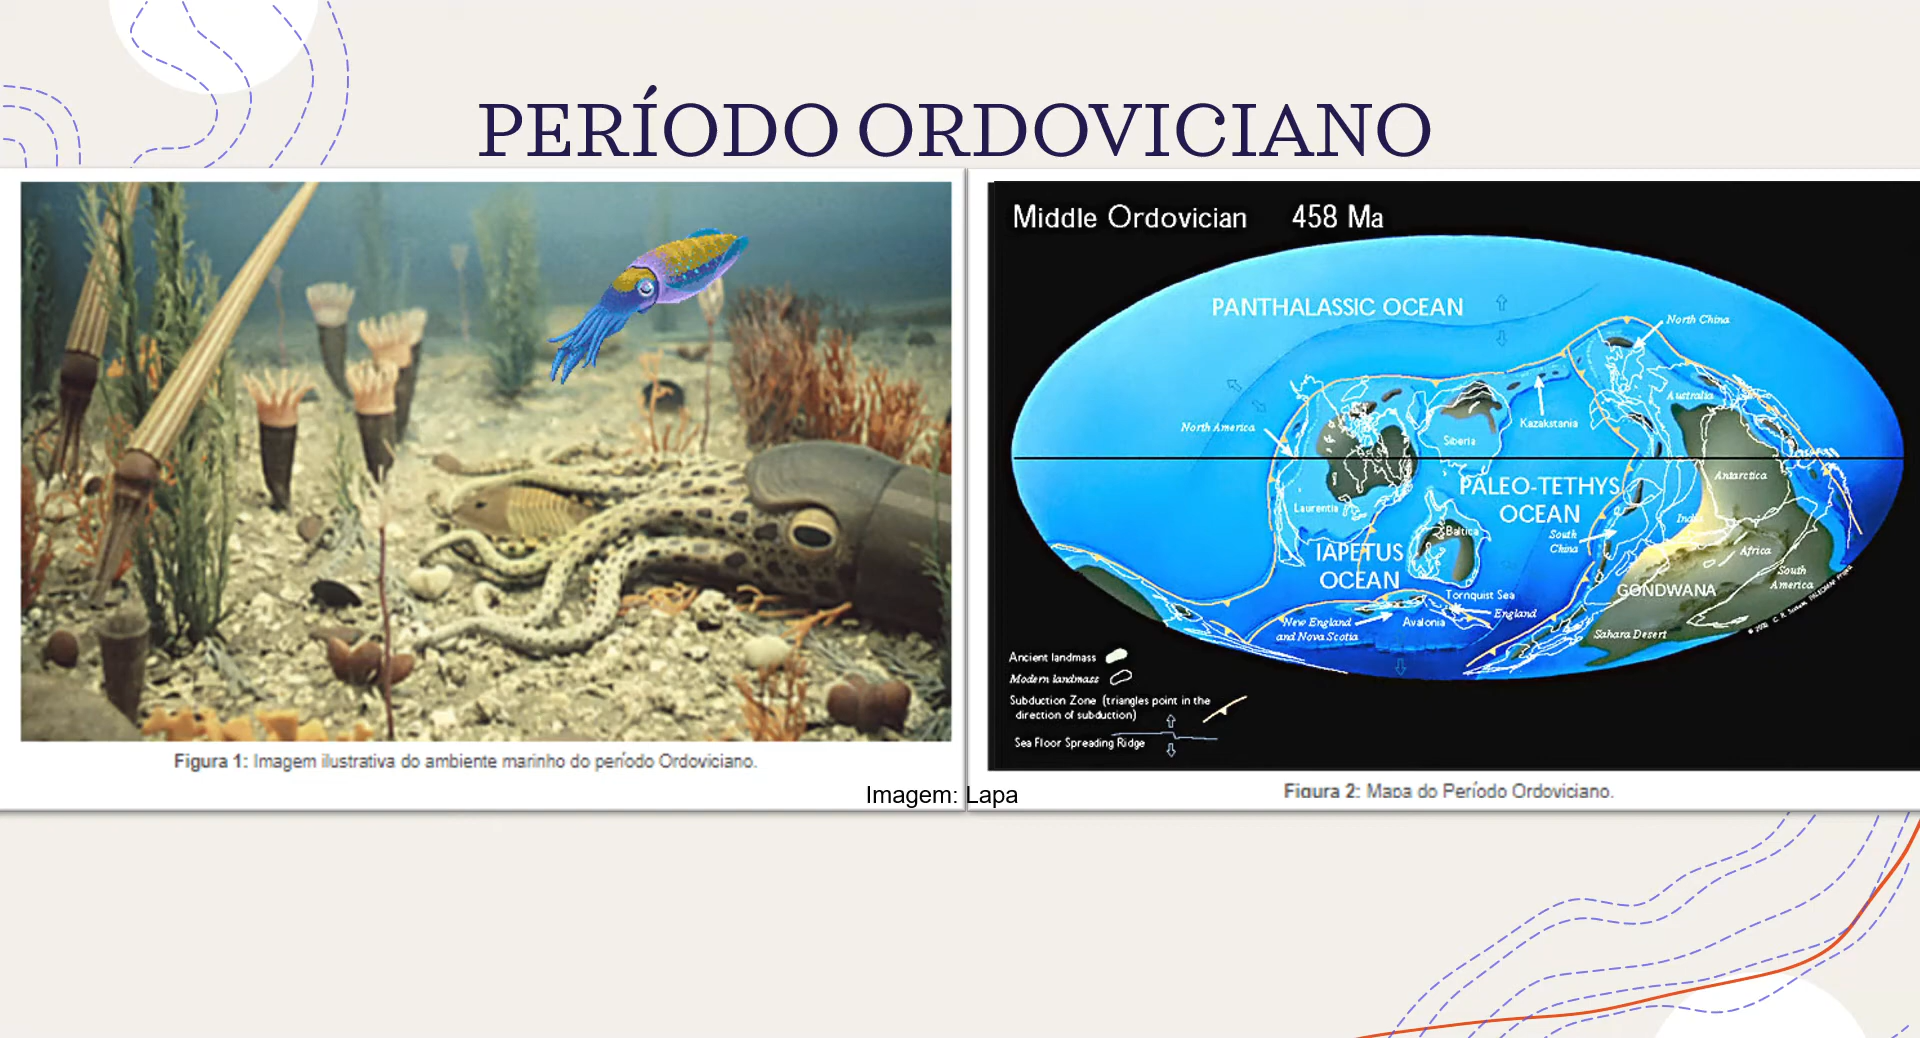 PERÍODO ORDOVICIANO
Figura 1: Imagem ilustrativa do ambiente marinho do período Ordoviciano.
Imagem: Lapa
Middle Ordovician 458 Ma
PANTHALASSIC OCEAN
North China
Australia
North America
Kazakstania
Siberia
Antarctica
PALEO-TETHYS
OCEAN
Laurentia
India
Baltica
South
China
IAPETUS
OCEAN
Africa
South
America
GONDWANA
Tornquist Sea
England
New England
and Nova Scotia
Avalonia
Sahara Desert
Ancient landmass
Modern landmass
Subduction Zone (triangles point in the
direction of subduction)
Sea Floor Spreading Ridge
Figura 2: Mapa do Período Ordoviciano.